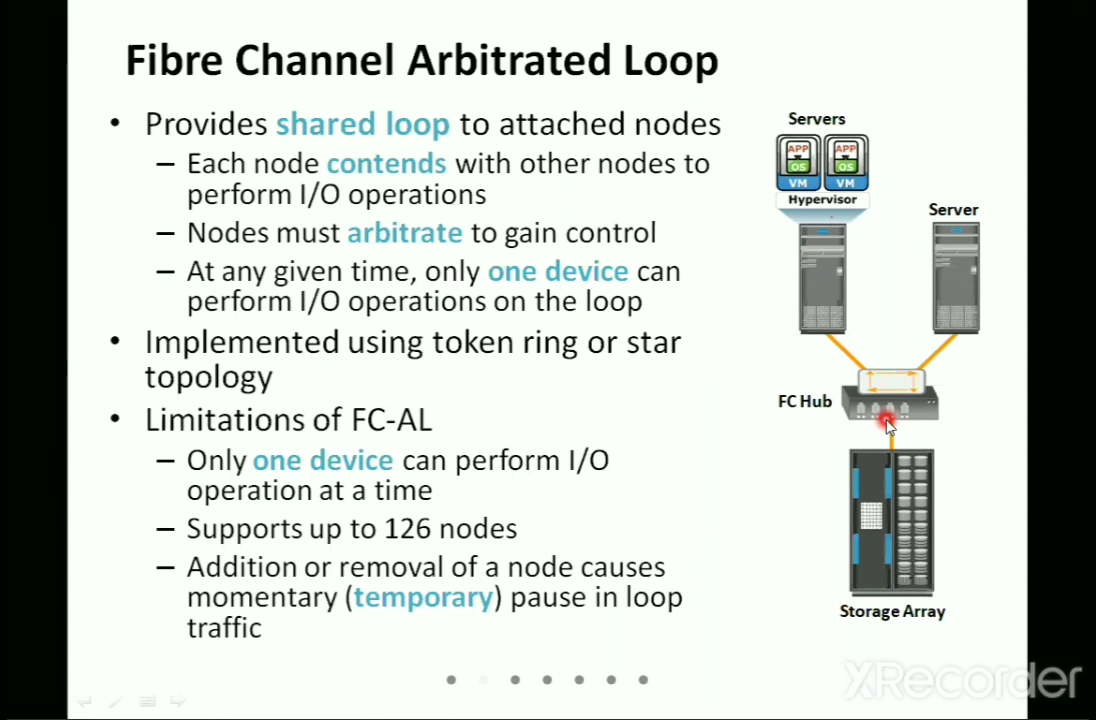 Fibre Channel Arbitrated Loop
• Provides shared loop to attached nodes
– Each node contends with other nodes to
perform I/O operations
– Nodes must arbitrate to gain control
– At any given time, only one device can
perform I/O operations on the loop
• Implemented using token ring or star
topology
• Limitations of FC-AL
– Only one device can perform I/O
operation at a time
– Supports up to 126 nodes
– Addition or removal of a node causes
momentary (temporary) pause in loop
traffic
Servers
APP APP
OS OS
VM VM
Hypervisor
Server
FC Hub
Storage Array
XRecorder